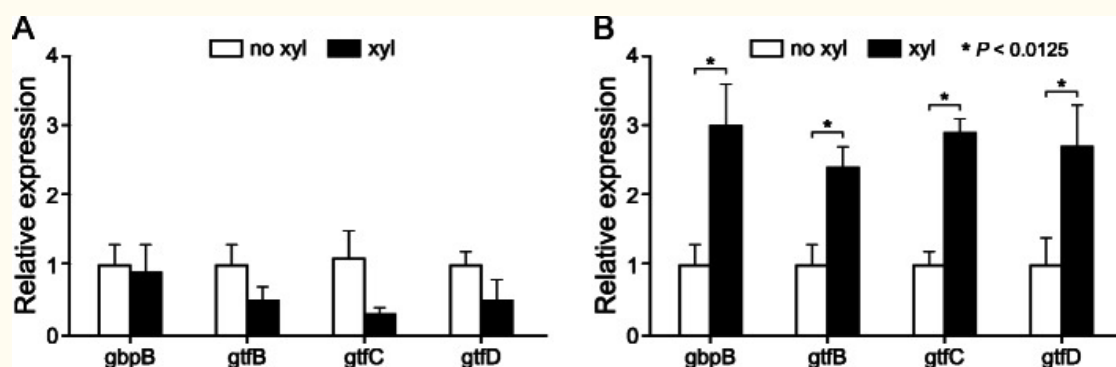 A
no xyl xyl
Relative expression
4
3
2
1
0
gbpB gtfB gtfC gtfD
B
no xyl xyl * P < 0.0125
Relative expression
4
3
2
1
0
* * * *
gbpB gtfB gtfC gtfD